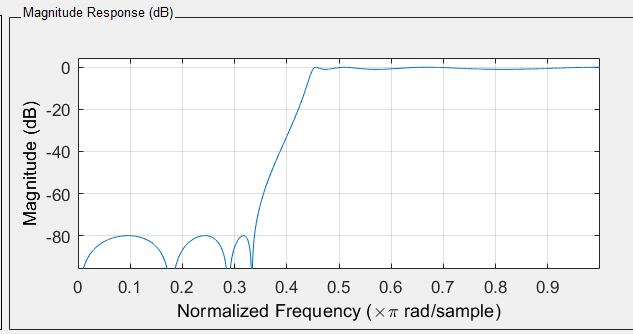 Magnitude Response (dB)
Magnitude (dB)
0
-20
-40
-60
-80
0 0.1 0.2 0.3 0.4 0.5 0.6 0.7 0.8 0.9
Normalized Frequency (×π rad/sample)